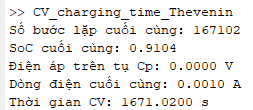 >> CV_charging_time_Thevenin
Số bước lặp cuối cùng: 167102
SoC cuối cùng: 0.9104
Điện áp trên tụ Cp: 0.0000 V
Dòng điện cuối cùng: 0.0010 A
Thời gian CV: 1671.0200 s